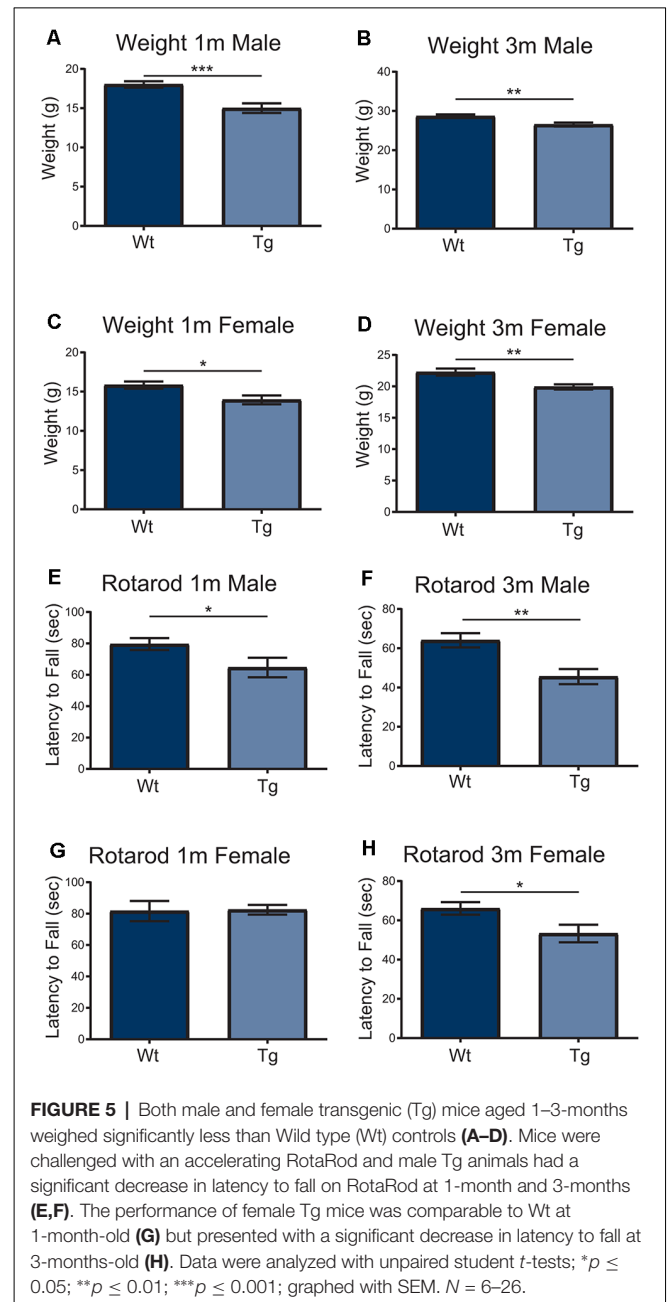 A
Weight 1m Male
Weight (g)
20
15
10
5
0
***
Wt
Tg
B
Weight 3m Male
Weight (g)
40
30
20
10
0
**
Wt
Tg
C
Weight 1m Female
Weight (g)
20
15
10
5
0
*
Wt
Tg
D
Weight 3m Female
Weight (g)
25
20
15
10
5
0
**
Wt
Tg
E
Rotarod 1m Male
Latency to Fall (sec)
100
80
60
40
20
0
*
Wt
Tg
F
Rotarod 3m Male
Latency to Fall (sec)
80
60
40
20
0
**
Wt
Tg
G
Rotarod 1m Female
Latency to Fall (sec)
100
80
60
40
20
0
Wt
Tg
H
Rotarod 3m Female
Latency to Fall (sec)
80
60
40
20
0
*
Wt
Tg
FIGURE 5 | Both male and female transgenic (Tg) mice aged 1–3-months
weighed significantly less than Wild type (Wt) controls (A–D). Mice were
challenged with an accelerating RotaRod and male Tg animals had a
significant decrease in latency to fall on RotaRod at 1-month and 3-months
(E,F). The performance of female Tg mice was comparable to Wt at
1-month-old (G) but presented with a significant decrease in latency to fall at
3-months-old (H). Data were analyzed with unpaired student t-tests; *p ≤
0.05; **p ≤ 0.01; ***p ≤ 0.001; graphed with SEM. N = 6–26.